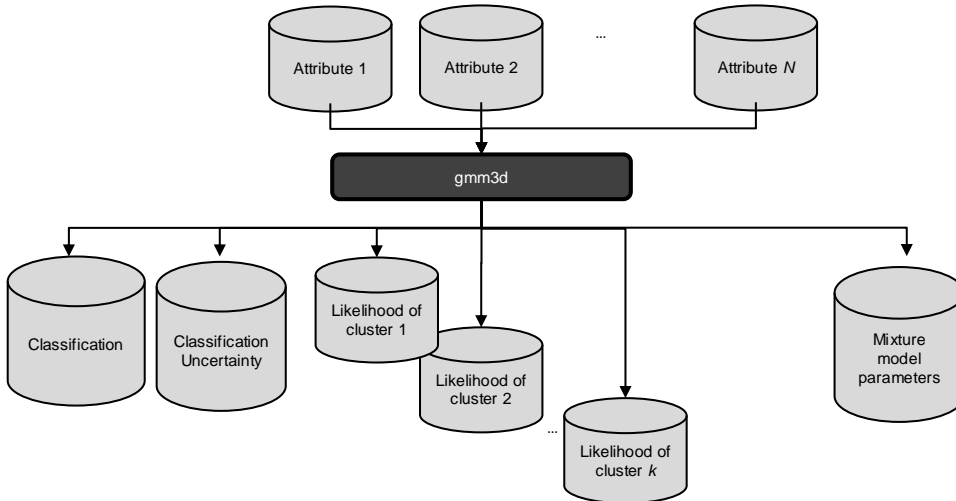 ...
Attribute 1
Attribute 2
Attribute N
gmm3d
Classification
Classification
Uncertainty
Likelihood of
cluster 1
Likelihood of
cluster 2
...
Likelihood of
cluster k
Mixture
model
parameters